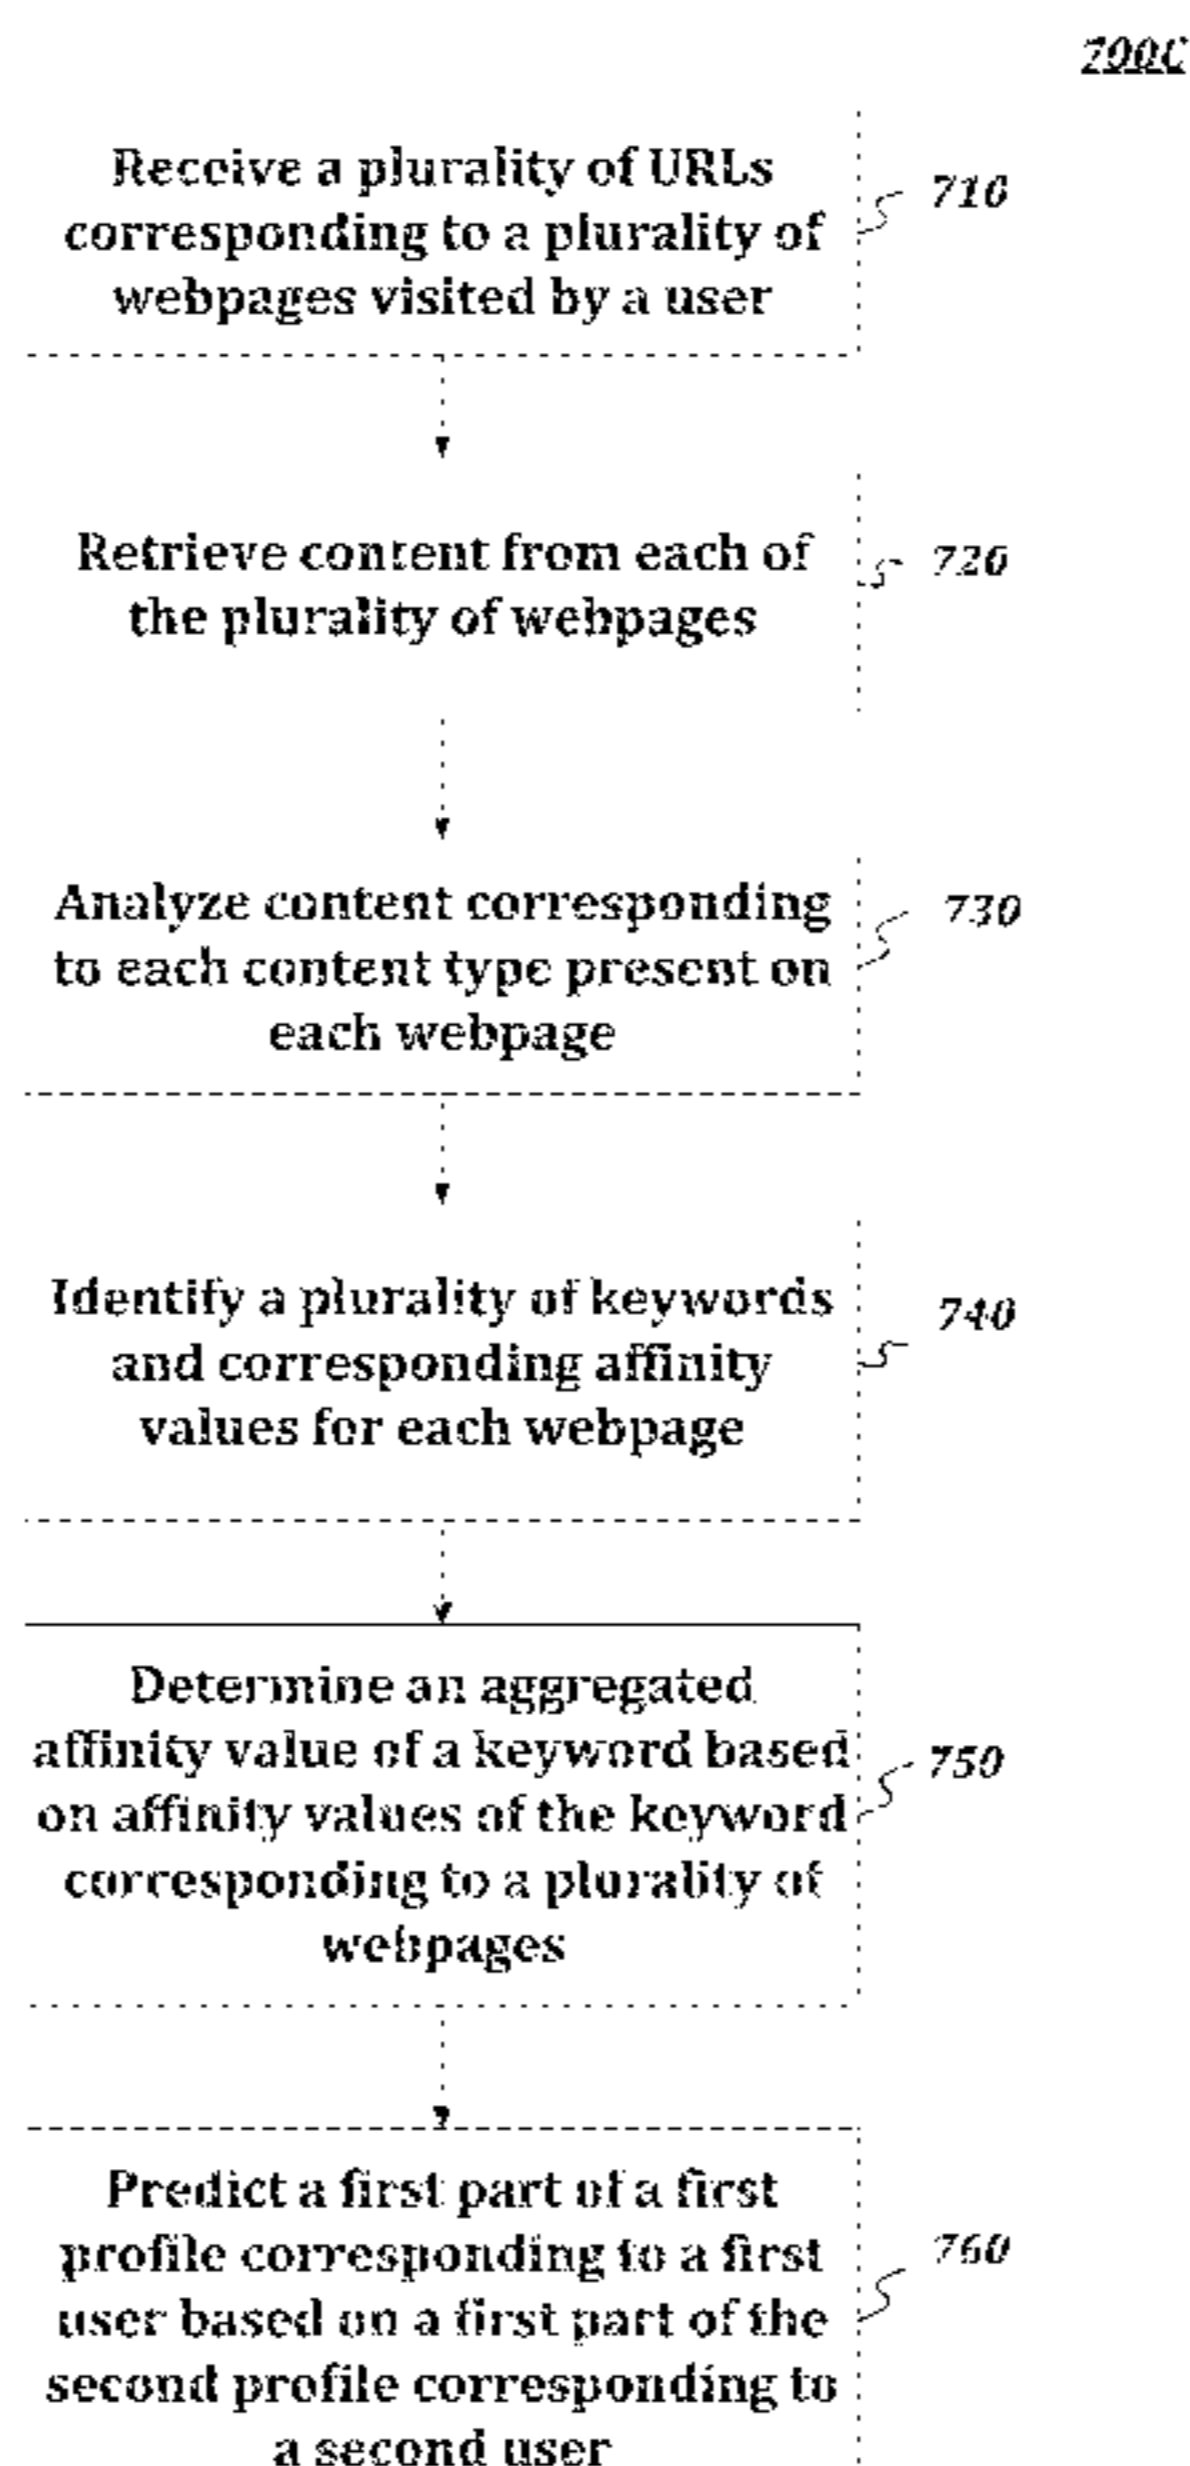 700C
Receive a plurality of URLs
corresponding to a plurality of
webpages visited by a user
710
Retrieve content from each of
the plurality of webpages
720
Analyze content corresponding
to each content type present on
each webpage
730
Identify a plurality of keywords
and corresponding affinity
values for each webpage
740
Determine an aggregated
affinity value of a keyword based
on affinity values of the keyword
corresponding to a plurality of
webpages
750
Predict a first part of a first
profile corresponding to a first
user based on a first part of the
second profile corresponding to
a second user
760